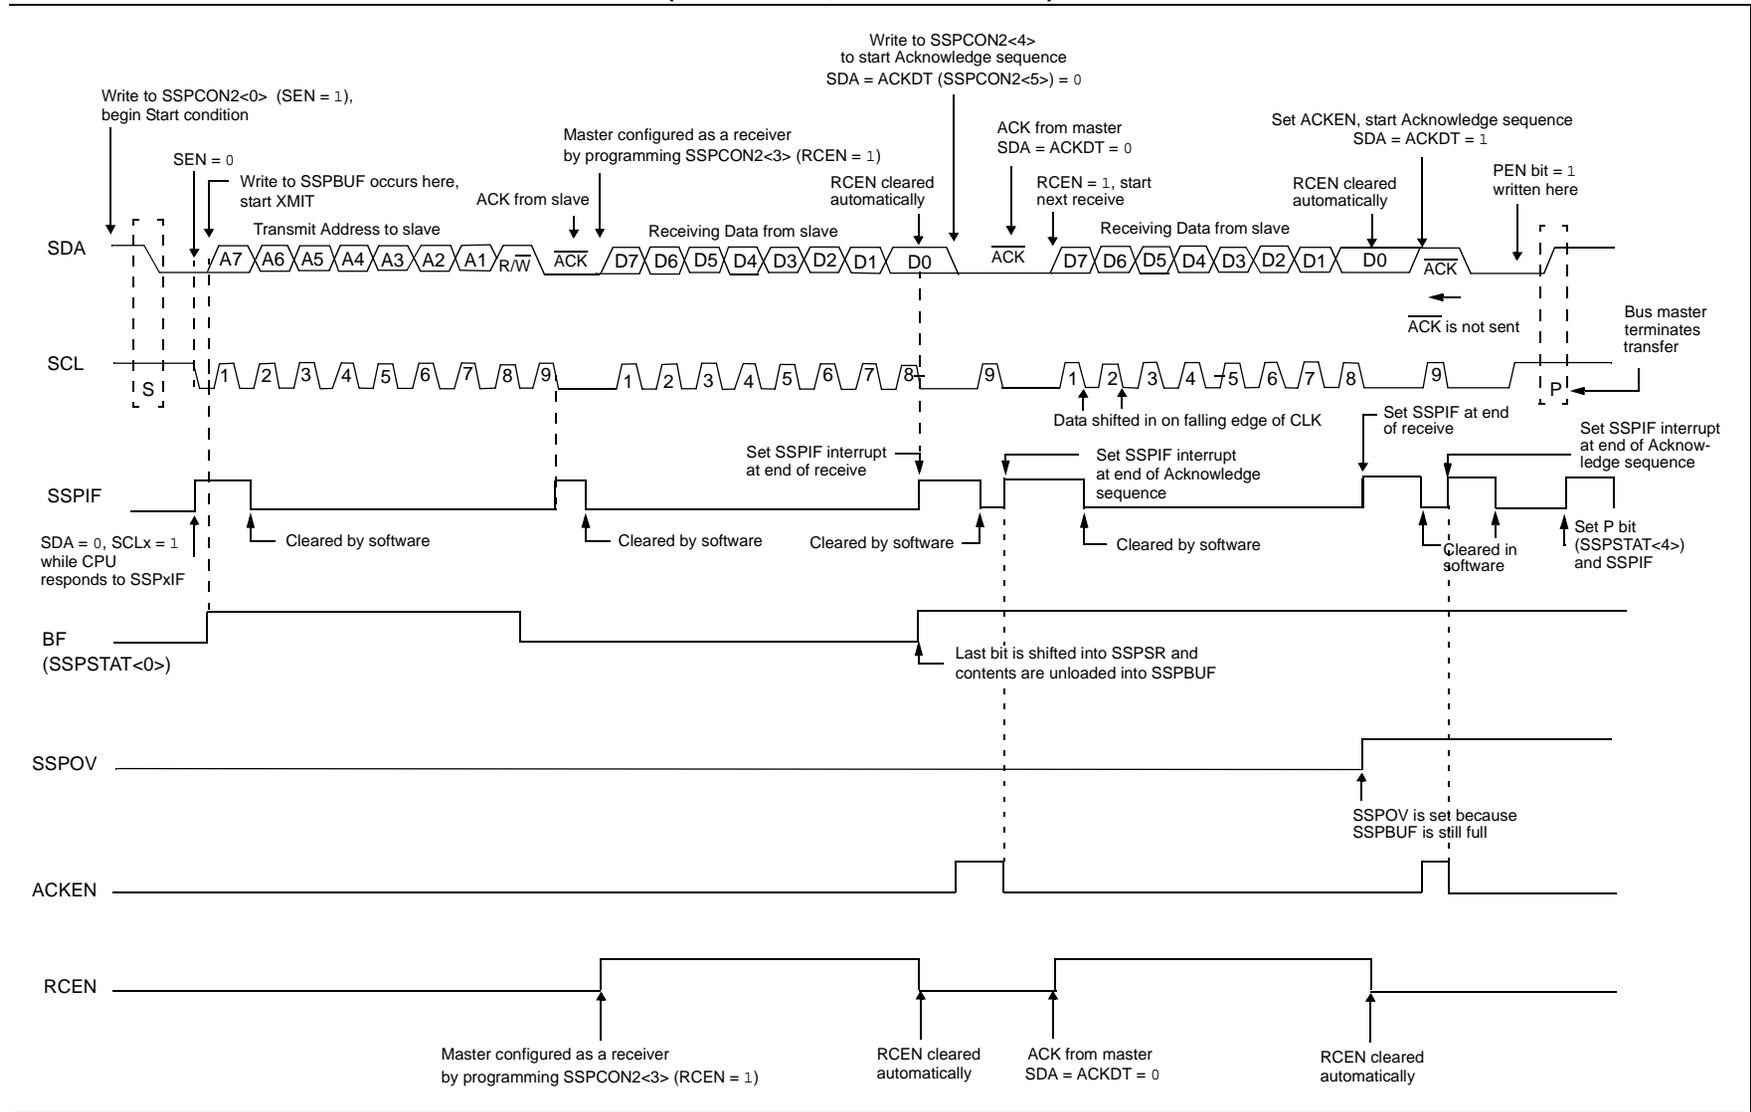 Write to SSPCON2<4>
to start Acknowledge sequence
SDA = ACKDT (SSPCON2<5>) = 0
Write to SSPCON2<0> (SEN = 1),
begin Start condition
Master configured as a receiver
by programming SSPCON2<3> (RCEN = 1)
ACK from master
SDA = ACKDT = 0
Set ACKEN, start Acknowledge sequence
SDA = ACKDT = 1
SEN = 0
Write to SSPBUF occurs here,
start XMIT
ACK from slave
RCEN cleared
automatically
RCEN = 1, start
next receive
RCEN cleared
automatically
PEN bit = 1
written here
Transmit Address to slave
Receiving Data from slave
Receiving Data from slave
SDA
A7 A6 A5 A4 A3 A2 A1 R/W ACK D7 D6 D5 D4 D3 D2 D1 D0 ACK D7 D6 D5 D4 D3 D2 D1 D0 ACK
ACK is not sent
Bus master
terminates
transfer
SCL
S 1 2 3 4 5 6 7 8 9 1 2 3 4 5 6 7 8 9 1 2 3 4 5 6 7 8 9 P
Data shifted in on falling edge of CLK
Set SSPIF at end
of receive
Set SSPIF interrupt
at end of receive
Set SSPIF interrupt
at end of Acknowledge
sequence
Set SSPIF interrupt
at end of Acknow-
ledge sequence
SSPIF
SDA = 0, SCLx = 1
while CPU
responds to SSPxIF
Cleared by software
Cleared by software
Cleared by software
Cleared by software
Cleared in
software
Set P bit
(SSPSTAT<4>)
and SSPIF
BF
(SSPSTAT<0>)
Last bit is shifted into SSPSR and
contents are unloaded into SSPBUF
SSPOV
SSPOV is set because
SSPBUF is still full
ACKEN
RCEN
Master configured as a receiver
by programming SSPCON2<3> (RCEN = 1)
RCEN cleared
automatically
ACK from master
SDA = ACKDT = 0
RCEN cleared
automatically